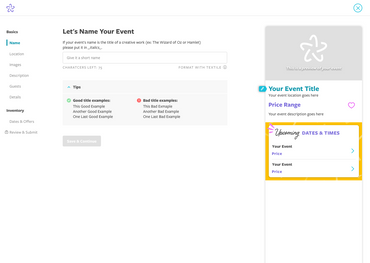 Basics
Name
Location
Images
Description
Events
Details
Inventory
Dates & Offers
Review & Submit
Let's Name Your Event
If your event's name is the title of a creative work (ex: The Wizard of Oz or Hamlet)
please put it in _italics_.
Give it a short name
CHARACTERS LEFT:
FORMAT WITH TEXTILE
Tips
Good title examples:
This Good Example
Another Good Example
One Last Good Example
Bad title examples:
This Bad Example
Another Bad Example
One Last Bad Example
Save & Continue
Your Event Title
Your event location goes here
Price Range
Your event description goes here
Upcoming DATES & TIMES
Your Event
Price
Your Event
Price